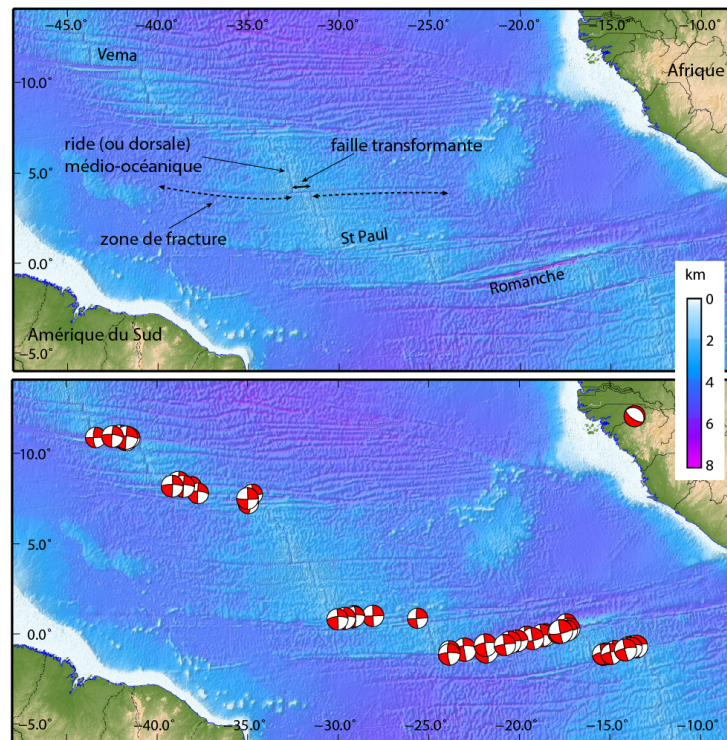 −45.0° −40.0° −35.0° −30.0° −25.0° −20.0° −15.0°
Vema
Afrique
10.0°
ride (ou dorsale)
médio-océanique
faille transformante
5.0°
zone de fracture
St Paul
0.0°
Romanche
km
0
2
4
6
8
Amérique du Sud
−5.0°
−45.0° −40.0° −35.0° −30.0° −25.0° −20.0° −15.0°
10.0°
5.0°
0.0°
−5.0°